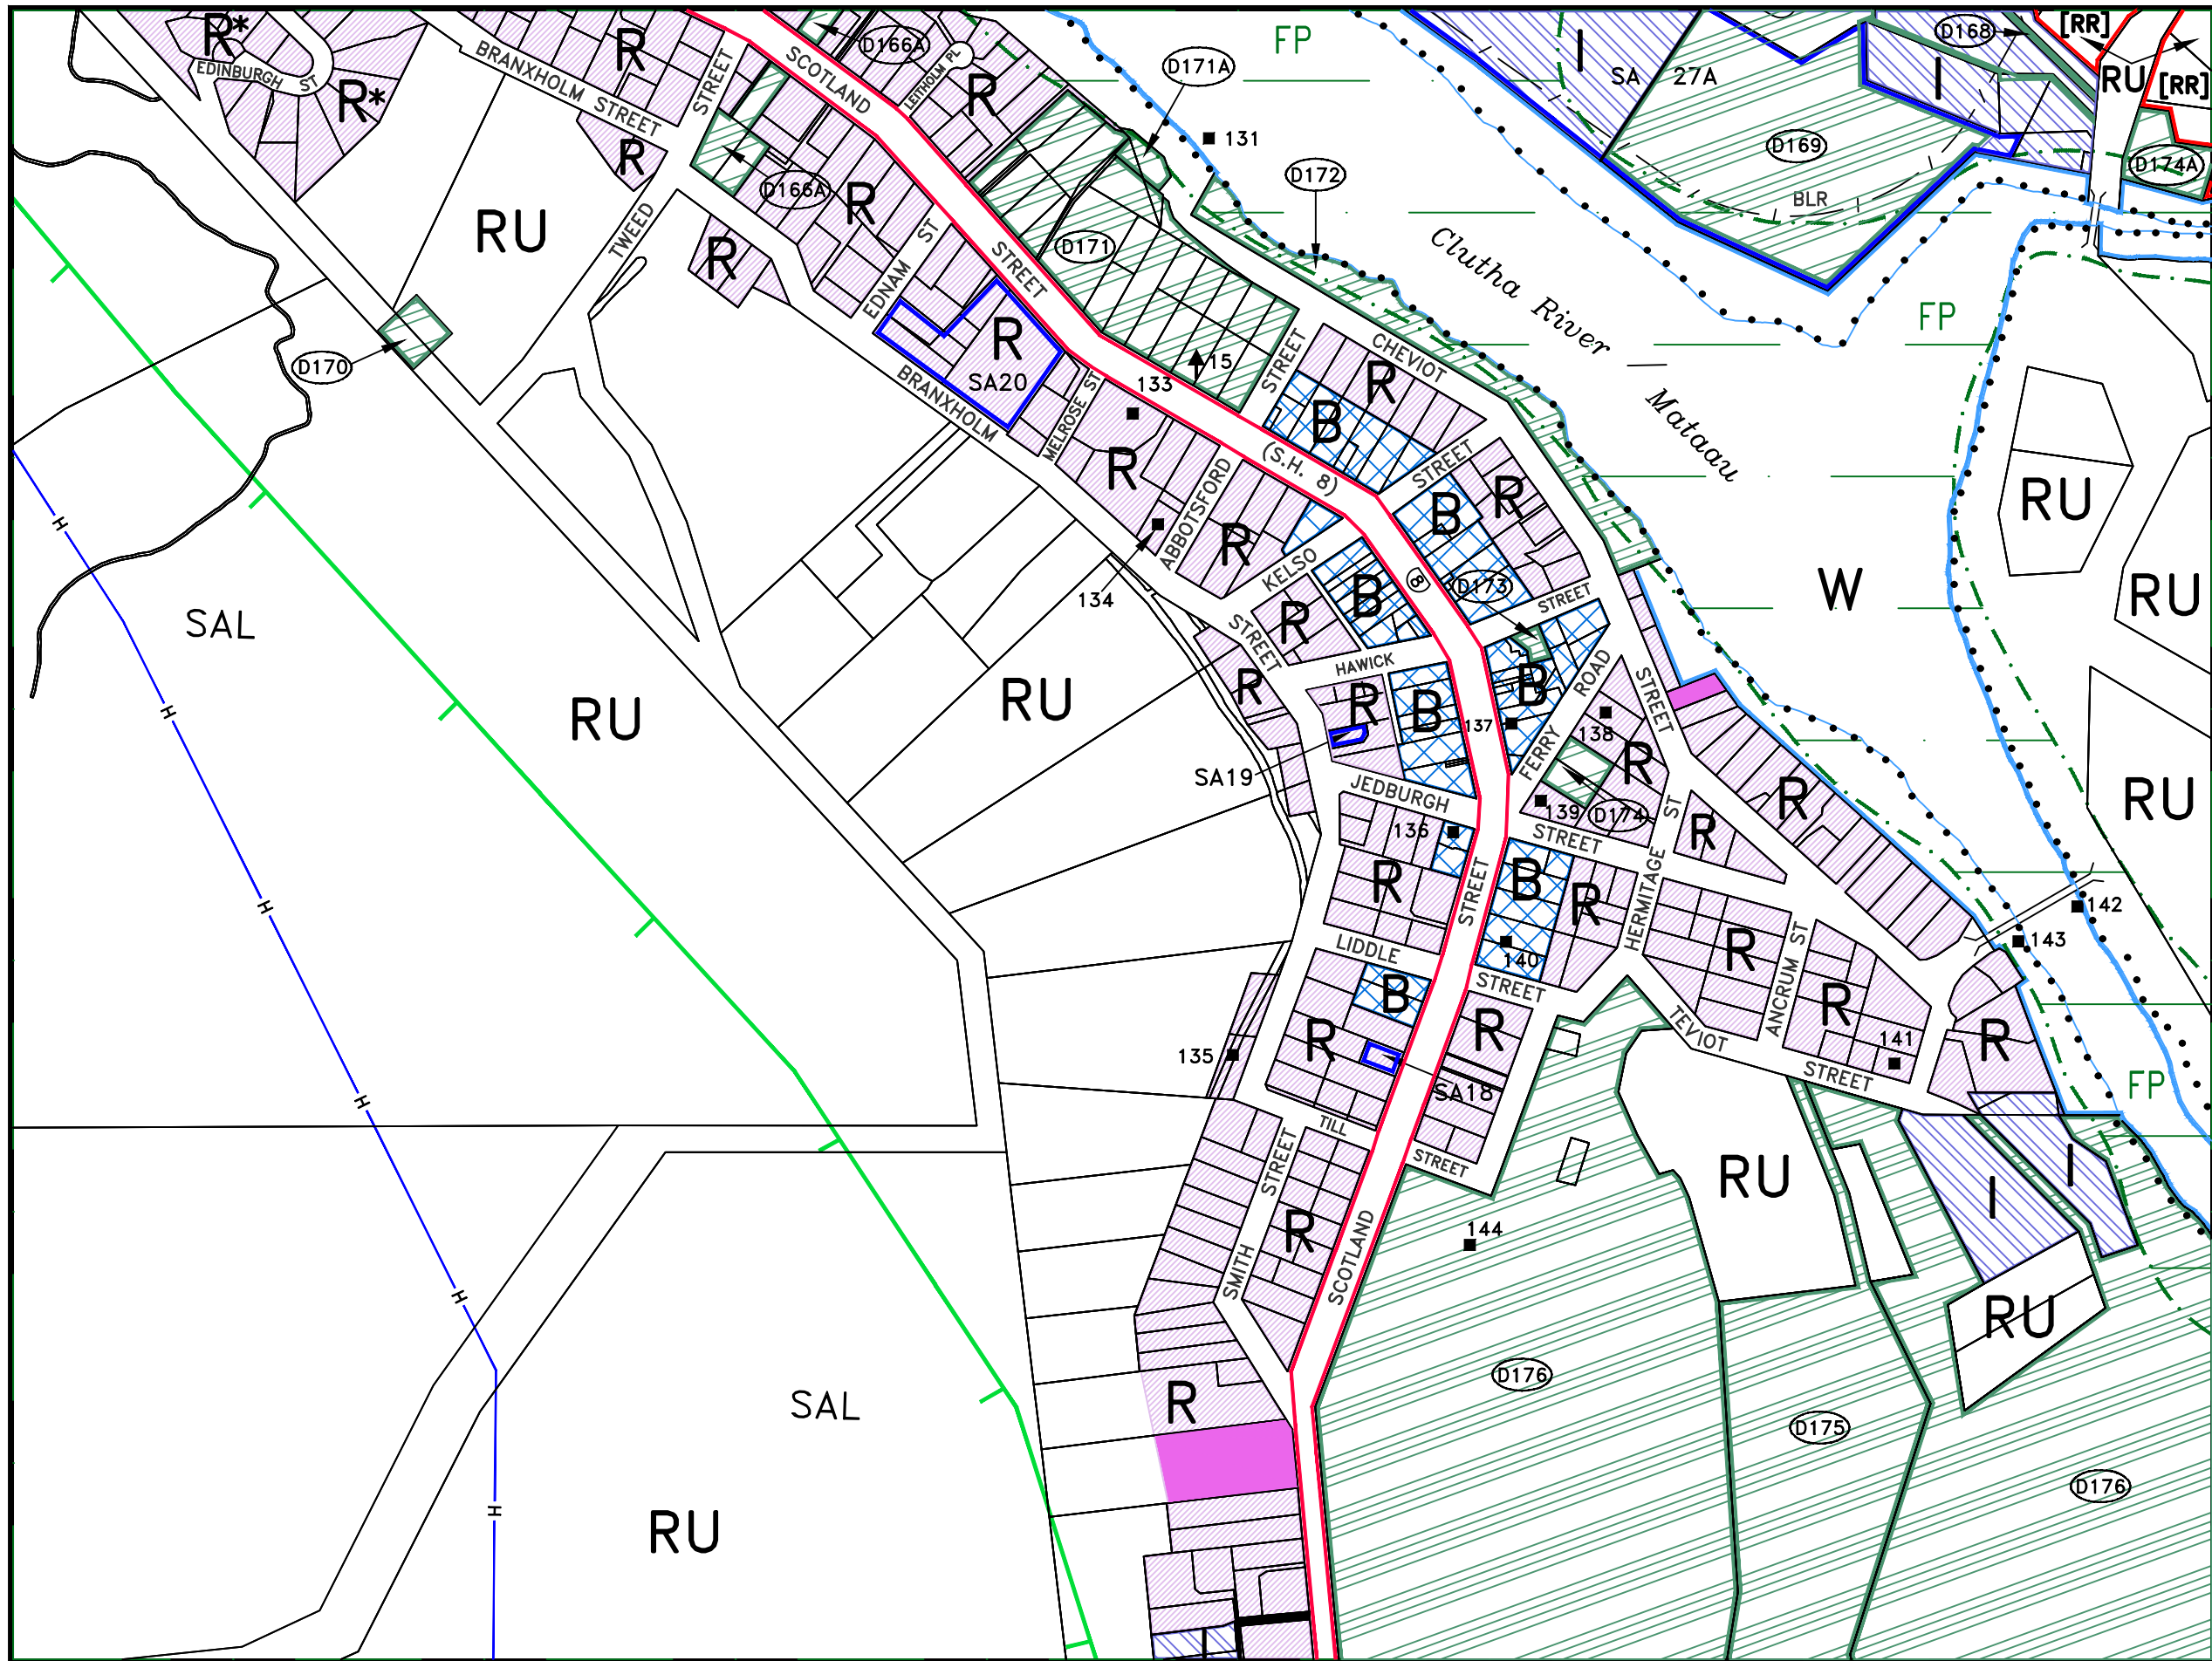 R*
EDINBURGH ST
R*
BRANXHOLM STREET
R
R
STREET
SCOTLAND
D166A
LEITHOLM PL
R
FP
D171A
131
D172
I
SA 27A
I
D168
[RR]
RU
[RR]
D169
D174A
BLR
RU
TWEED
D166A
R
R
EDNAM ST
STREET
D171
Clutha River
Mataau
FP
D170
R
SA20
BRANXHOLM
MELROSE ST
133
15
STREET
CHEVIOT
R
B
(S.H. 8)
STREET
R
ABBOTSFORD
R
134
R
B
R
8
D173
STREET
KELSO
B
R
STREET
HAWICK
R
R
B
B
137
ROAD
FERRY
STREET
138
R
SA19
JEDBURGH
139
D174
STREET
ST
R
R
136
R
STREET
B
R
HERMITAGE
LIDDLE
140
STREET
R
ANCRUM ST
R
141
TEVIOT
STREET
R
142
143
FP
W
RU
RU
RU
SAL
RU
RU
H
H
H
H
H
H
B
R
R
135
SA18
TILL
STREET
STREET
SMITH
R
SCOTLAND
144
RU
I
I
RU
D176
D175
D176
R
SAL
RU
I